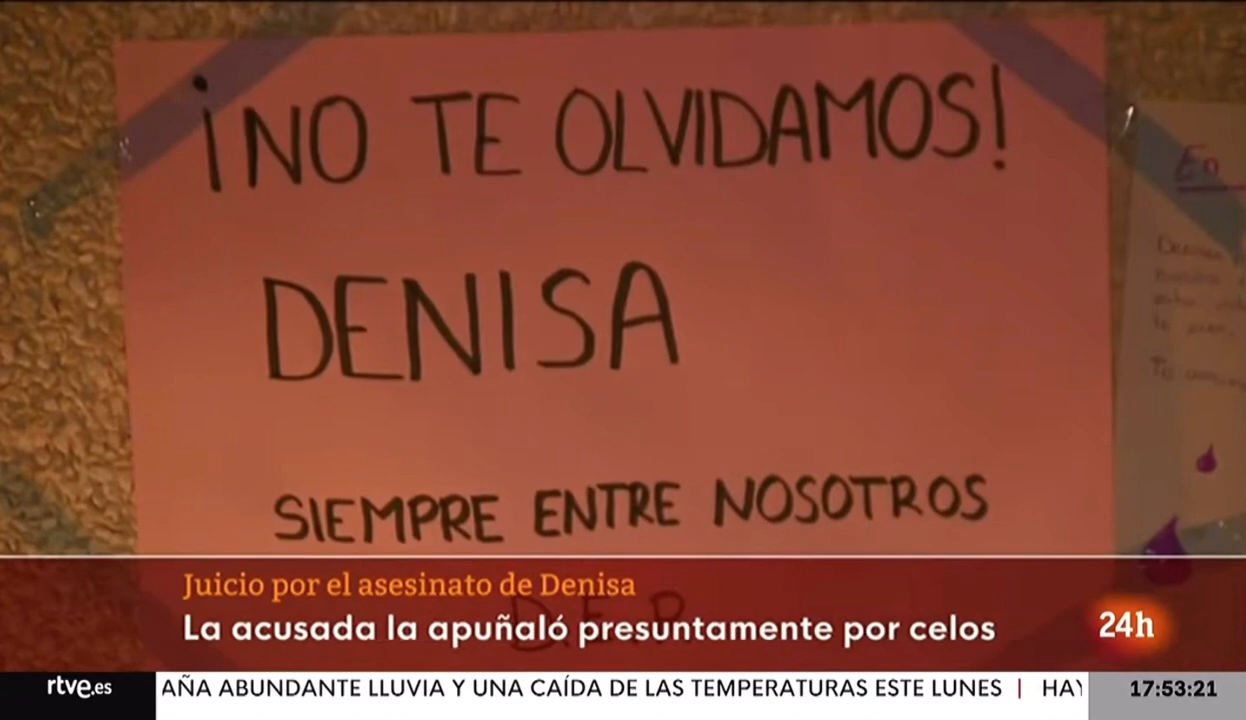 ¡NO TE OLVIDAMOS!
DENISA
SIEMPRE ENTRE NOSOTROS
D.E.P.
En
Juicio por el asesinato de Denisa
La acusada la apuñaló presuntamente por celos
24h
rtve.es
AÑA ABUNDANTE LLUVIA Y UNA CAÍDA DE LAS TEMPERATURAS ESTE LUNES | HAY
17:53:21